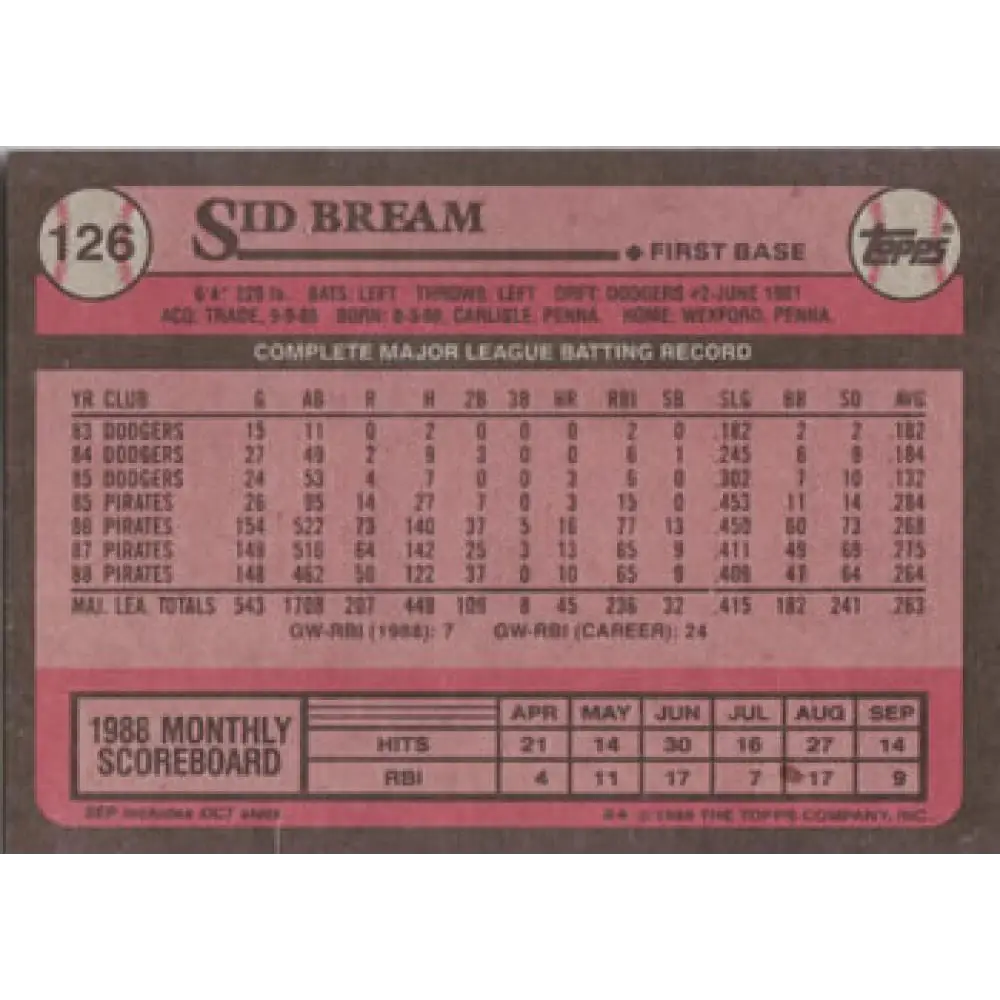 126
SID BREAM
◆ FIRST BASE
TOPPS®
6'4" 220 lb. BATS: LEFT THROWS: LEFT DRFT: DODGERS #2-JUNE 1981
ACQ: TRADE, 9-9-85 BORN: 8-3-60, CARLISLE, PENNA. HOME: WEXFORD, PENNA.
COMPLETE MAJOR LEAGUE BATTING RECORD
YR CLUB G AB R H 2B 3B HR RBI SB SLG BB SO AVG
83 DODGERS 15 11 0 2 0 0 0 2 0 .182 2 2 .182
84 DODGERS 27 49 2 9 3 0 0 6 1 .245 6 9 .184
85 DODGERS 24 53 4 7 0 0 3 6 0 .302 7 10 .132
85 PIRATES 26 95 14 27 7 0 3 15 0 .453 11 14 .284
86 PIRATES 154 522 73 140 37 5 16 77 13 .450 60 73 .268
87 PIRATES 149 516 64 142 25 3 13 65 9 .411 49 69 .275
88 PIRATES 148 462 50 122 37 0 10 65 9 .409 47 64 .264
MAJ. LEA. TOTALS 543 1708 207 449 109 8 45 236 32 .415 182 241 .263
GW-RBI (1988): 7 GW-RBI (CAREER): 24
1988 MONTHLY
SCOREBOARD
APR MAY JUN JUL AUG SEP
HITS 21 14 30 16 27 14
RBI 4 11 17 7 17 9
SEP includes OCT stats
© 1989 THE TOPPS COMPANY, INC.